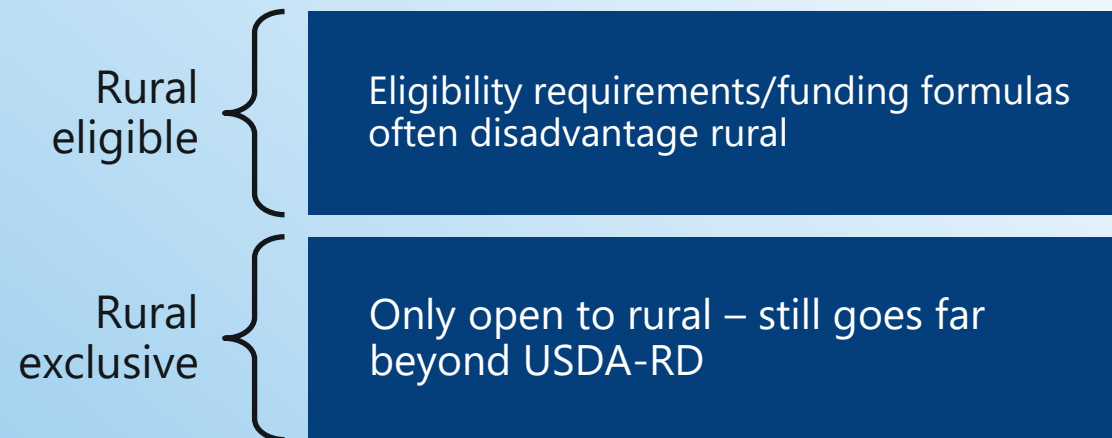 Rural
eligible
Eligibility requirements/funding formulas
often disadvantage rural
Rural
exclusive
Only open to rural – still goes far
beyond USDA-RD